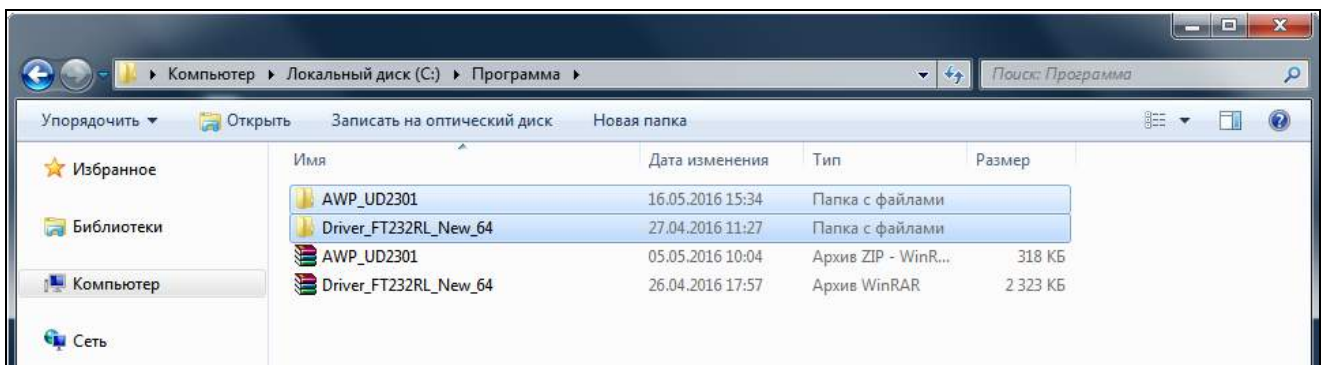 Компьютер ▸ Локальный диск (C:) ▸ Программа ▸ Поиск: Программа
Упорядочить Открыть Записать на оптический диск Новая папка
Избранное
Библиотеки
Компьютер
Сеть
Имя Дата изменения Тип Размер
AWP_UD2301 16.05.2016 15:34 Папка с файлами
Driver_FT232RL_New_64 27.04.2016 11:27 Папка с файлами
AWP_UD2301 05.05.2016 10:04 Архив ZIP - WinR... 318 КБ
Driver_FT232RL_New_64 26.04.2016 17:57 Архив WinRAR 2 323 КБ